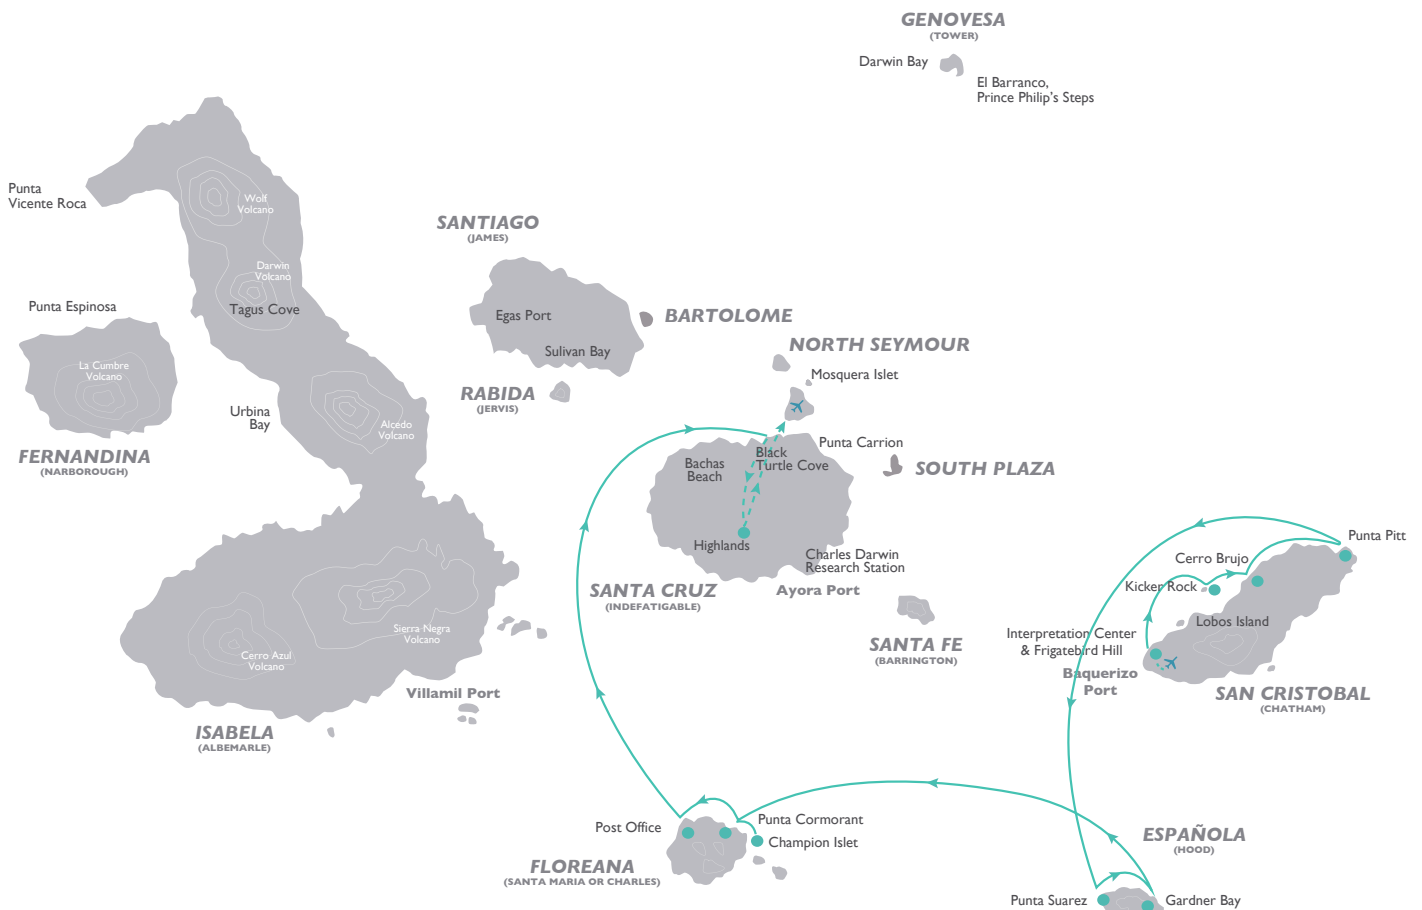 GENOVESA
(TOWER)
Darwin Bay
El Barranco,
Prince Philip's Steps
Punta
Vicente Roca
Wolf
Volcano
Darwin
Volcano
Tagus Cove
Punta Espinosa
La Cumbre
Volcano
FERNANDINA
(NARBOROUGH)
Urbina
Bay
Alcedo
Volcano
SANTIAGO
(JAMES)
Egas Port
Sulivan Bay
BARTOLOME
RABIDA
(JERVIS)
NORTH SEYMOUR
Mosquera Islet
Punta Carrion
Black
Turtle Cove
Bachas
Beach
SOUTH PLAZA
Highlands
Charles Darwin
Research Station
SANTA CRUZ
(INDEFATIGABLE)
Ayora Port
SANTA FE
(BARRINGTON)
Punta Pitt
Cerro Brujo
Kicker Rock
Lobos Island
Interpretation Center
& Frigatebird Hill
Baquerizo
Port
SAN CRISTOBAL
(CHATHAM)
Sierra Negra
Volcano
Cerro Azul
Volcano
Villamil Port
ISABELA
(ALBEMARLE)
Post Office
Punta Cormorant
Champion Islet
FLOREANA
(SANTA MARIA OR CHARLES)
ESPAÑOLA
(HOOD)
Punta Suarez
Gardner Bay